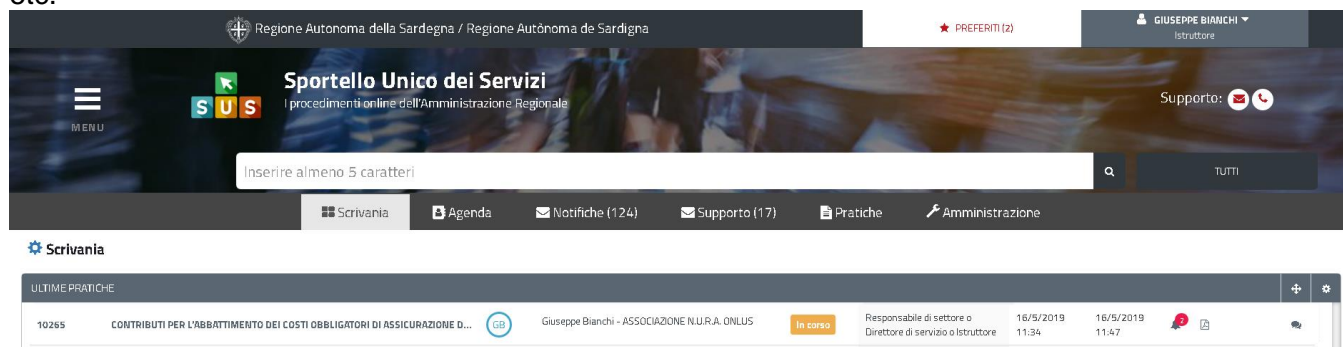 Regione Autonoma della Sardegna / Regione Autònoma de Sardigna
PREFERITI (2)
GIUSEPPE BIANCHI
Istruttore
MENU
SUS
Sportello Unico dei Servizi
I procedimenti online dell'Amministrazione Regionale
Supporto:
Inserire almeno 5 caratteri
TUTTI
Scrivania
Agenda
Notifiche (124)
Supporto (17)
Pratiche
Amministrazione
Scrivania
ULTIME PRATICHE
10265
CONTRIBUTI PER L'ABBATTIMENTO DEI COSTI OBBLIGATORI DI ASSICURAZIONE D...
GB
Giuseppe Bianchi - ASSOCIAZIONE N.U.R.A. ONLUS
In corso
Responsabile di settore o
Direttore di servizio o Istruttore
16/5/2019
11:34
16/5/2019
11:47
2